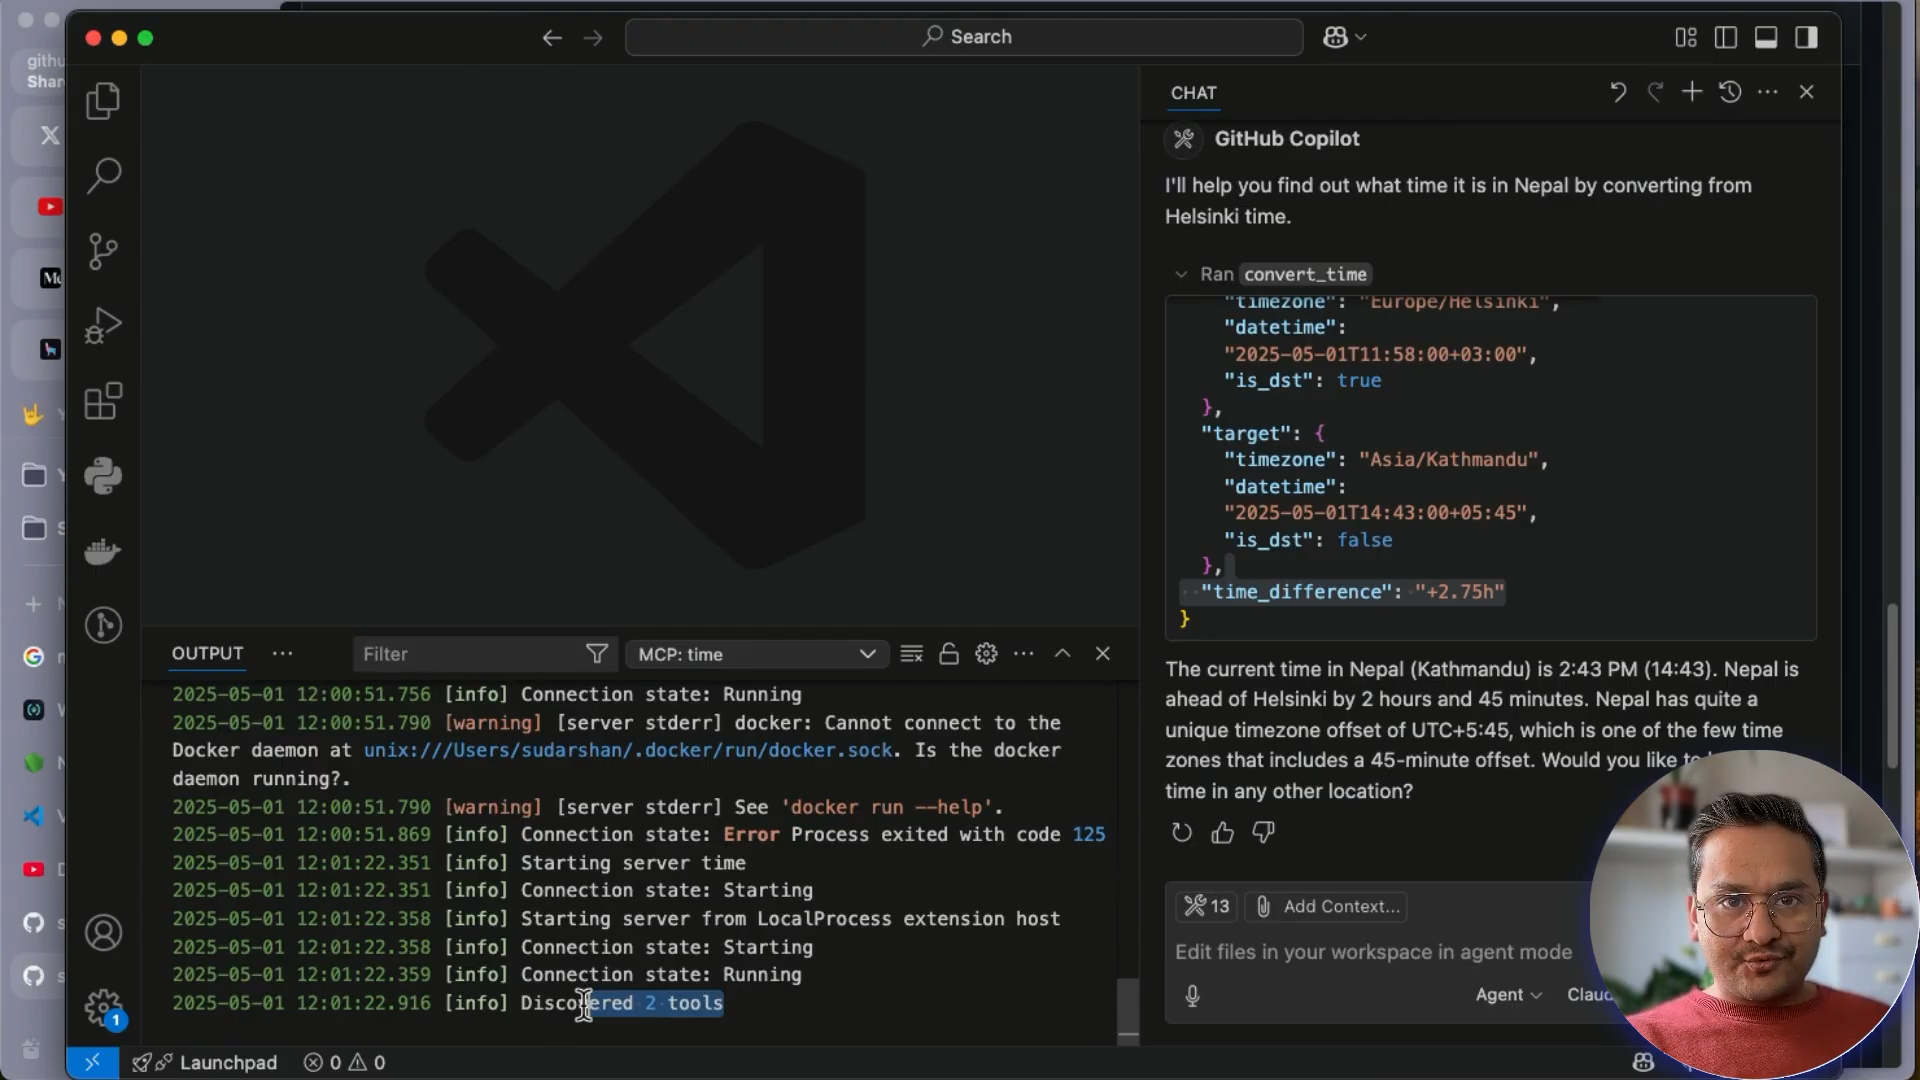 Search
githu
Shar
CHAT
GitHub Copilot
I'll help you find out what time it is in Nepal by converting from
Helsinki time.
Ran convert_time
"timezone": "Europe/Helsinki",
"datetime":
"2025-05-01T11:58:00+03:00",
"is_dst": true
},
"target": {
"timezone": "Asia/Kathmandu",
"datetime":
"2025-05-01T14:43:00+05:45",
"is_dst": false
},
"time_difference": "+2.75h"
}
The current time in Nepal (Kathmandu) is 2:43 PM (14:43). Nepal is
ahead of Helsinki by 2 hours and 45 minutes. Nepal has quite a
unique timezone offset of UTC+5:45, which is one of the few time
zones that includes a 45-minute offset. Would you like to
time in any other location?
13
Add Context...
Edit files in your workspace in agent mode
Agent
Claud
OUTPUT
Filter
MCP: time
2025-05-01 12:00:51.756 [info] Connection state: Running
2025-05-01 12:00:51.790 [warning] [server stderr] docker: Cannot connect to the
Docker daemon at unix:///Users/sudarshan/.docker/run/docker.sock. Is the docker
daemon running?.
2025-05-01 12:00:51.790 [warning] [server stderr] See 'docker run --help'.
2025-05-01 12:00:51.869 [info] Connection state: Error Process exited with code 125
2025-05-01 12:01:22.351 [info] Starting server time
2025-05-01 12:01:22.351 [info] Connection state: Starting
2025-05-01 12:01:22.358 [info] Starting server from LocalProcess extension host
2025-05-01 12:01:22.358 [info] Connection state: Starting
2025-05-01 12:01:22.359 [info] Connection state: Running
2025-05-01 12:01:22.916 [info] Discovered 2 tools
1
Launchpad
0
0